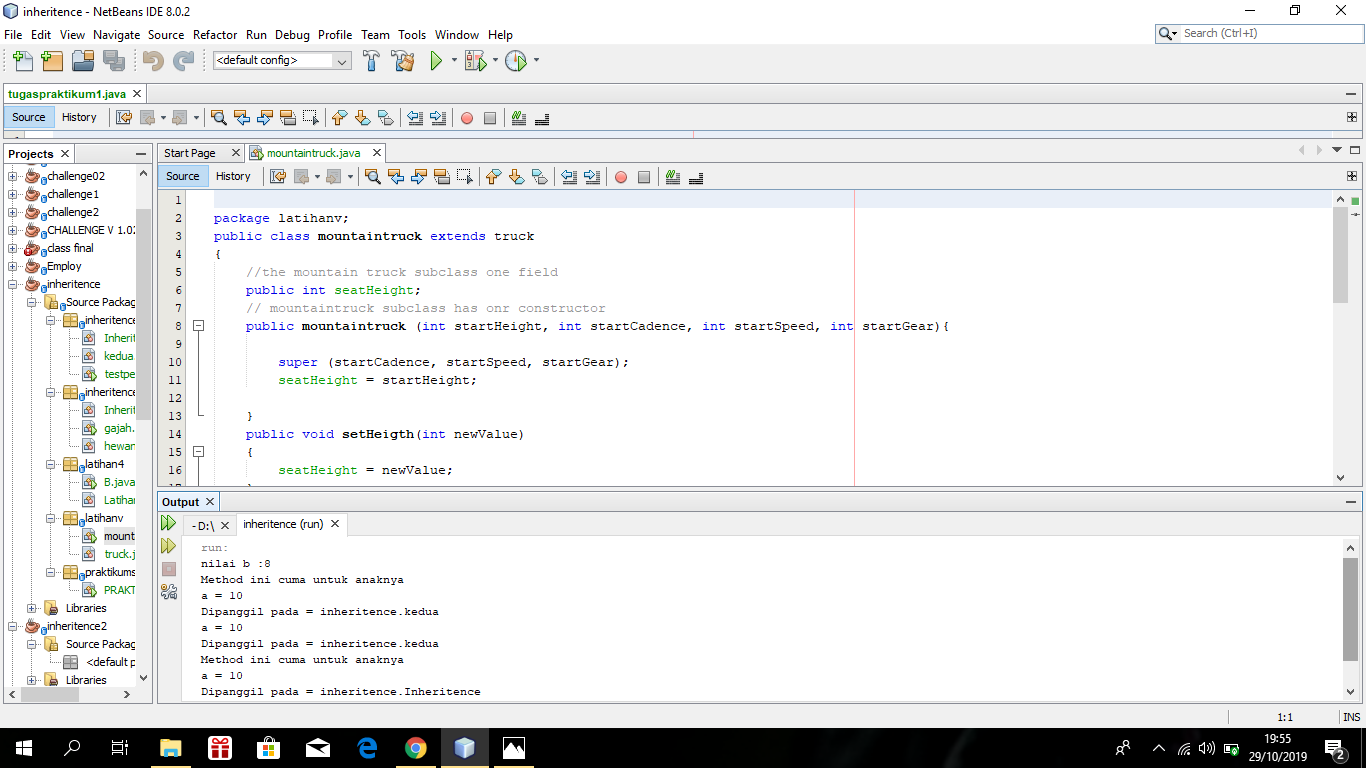 inheritence - NetBeans IDE 8.0.2
File Edit View Navigate Source Refactor Run Debug Profile Team Tools Window Help
Search (Ctrl+I)
<default config>
tugaspraktikum1.java
Source History
Projects
Start Page mountaintruck.java
Source History
challenge02
challenge1
challenge2
CHALLENGE V 1.02
class final
Employ
inheritence
Source Packag
inheritence
Inherit
kedua
testpe
inheritence
Inherit
gajah.
hewan
latihan4
B.java
Latihan
latihanv
mount
truck.j
praktikums
PRAKT
Libraries
inheritence2
Source Packag
<default p
Libraries
1
2 package latihanv;
3 public class mountaintruck extends truck
4 {
5 //the mountain truck subclass one field
6 public int seatHeight;
7 // mountaintruck subclass has onr constructor
8 public mountaintruck (int startHeight, int startCadence, int startSpeed, int startGear){
9
10 super (startCadence, startSpeed, startGear);
11 seatHeight = startHeight;
12
13 }
14 public void setHeigth(int newValue)
15 {
16 seatHeight = newValue;
Output
-D:\ inheritence (run)
run:
nilai b :8
Method ini cuma untuk anaknya
a = 10
Dipanggil pada = inheritence.kedua
a = 10
Dipanggil pada = inheritence.kedua
Method ini cuma untuk anaknya
a = 10
Dipanggil pada = inheritence.Inheritence
1:1 INS
19:55
29/10/2019
2